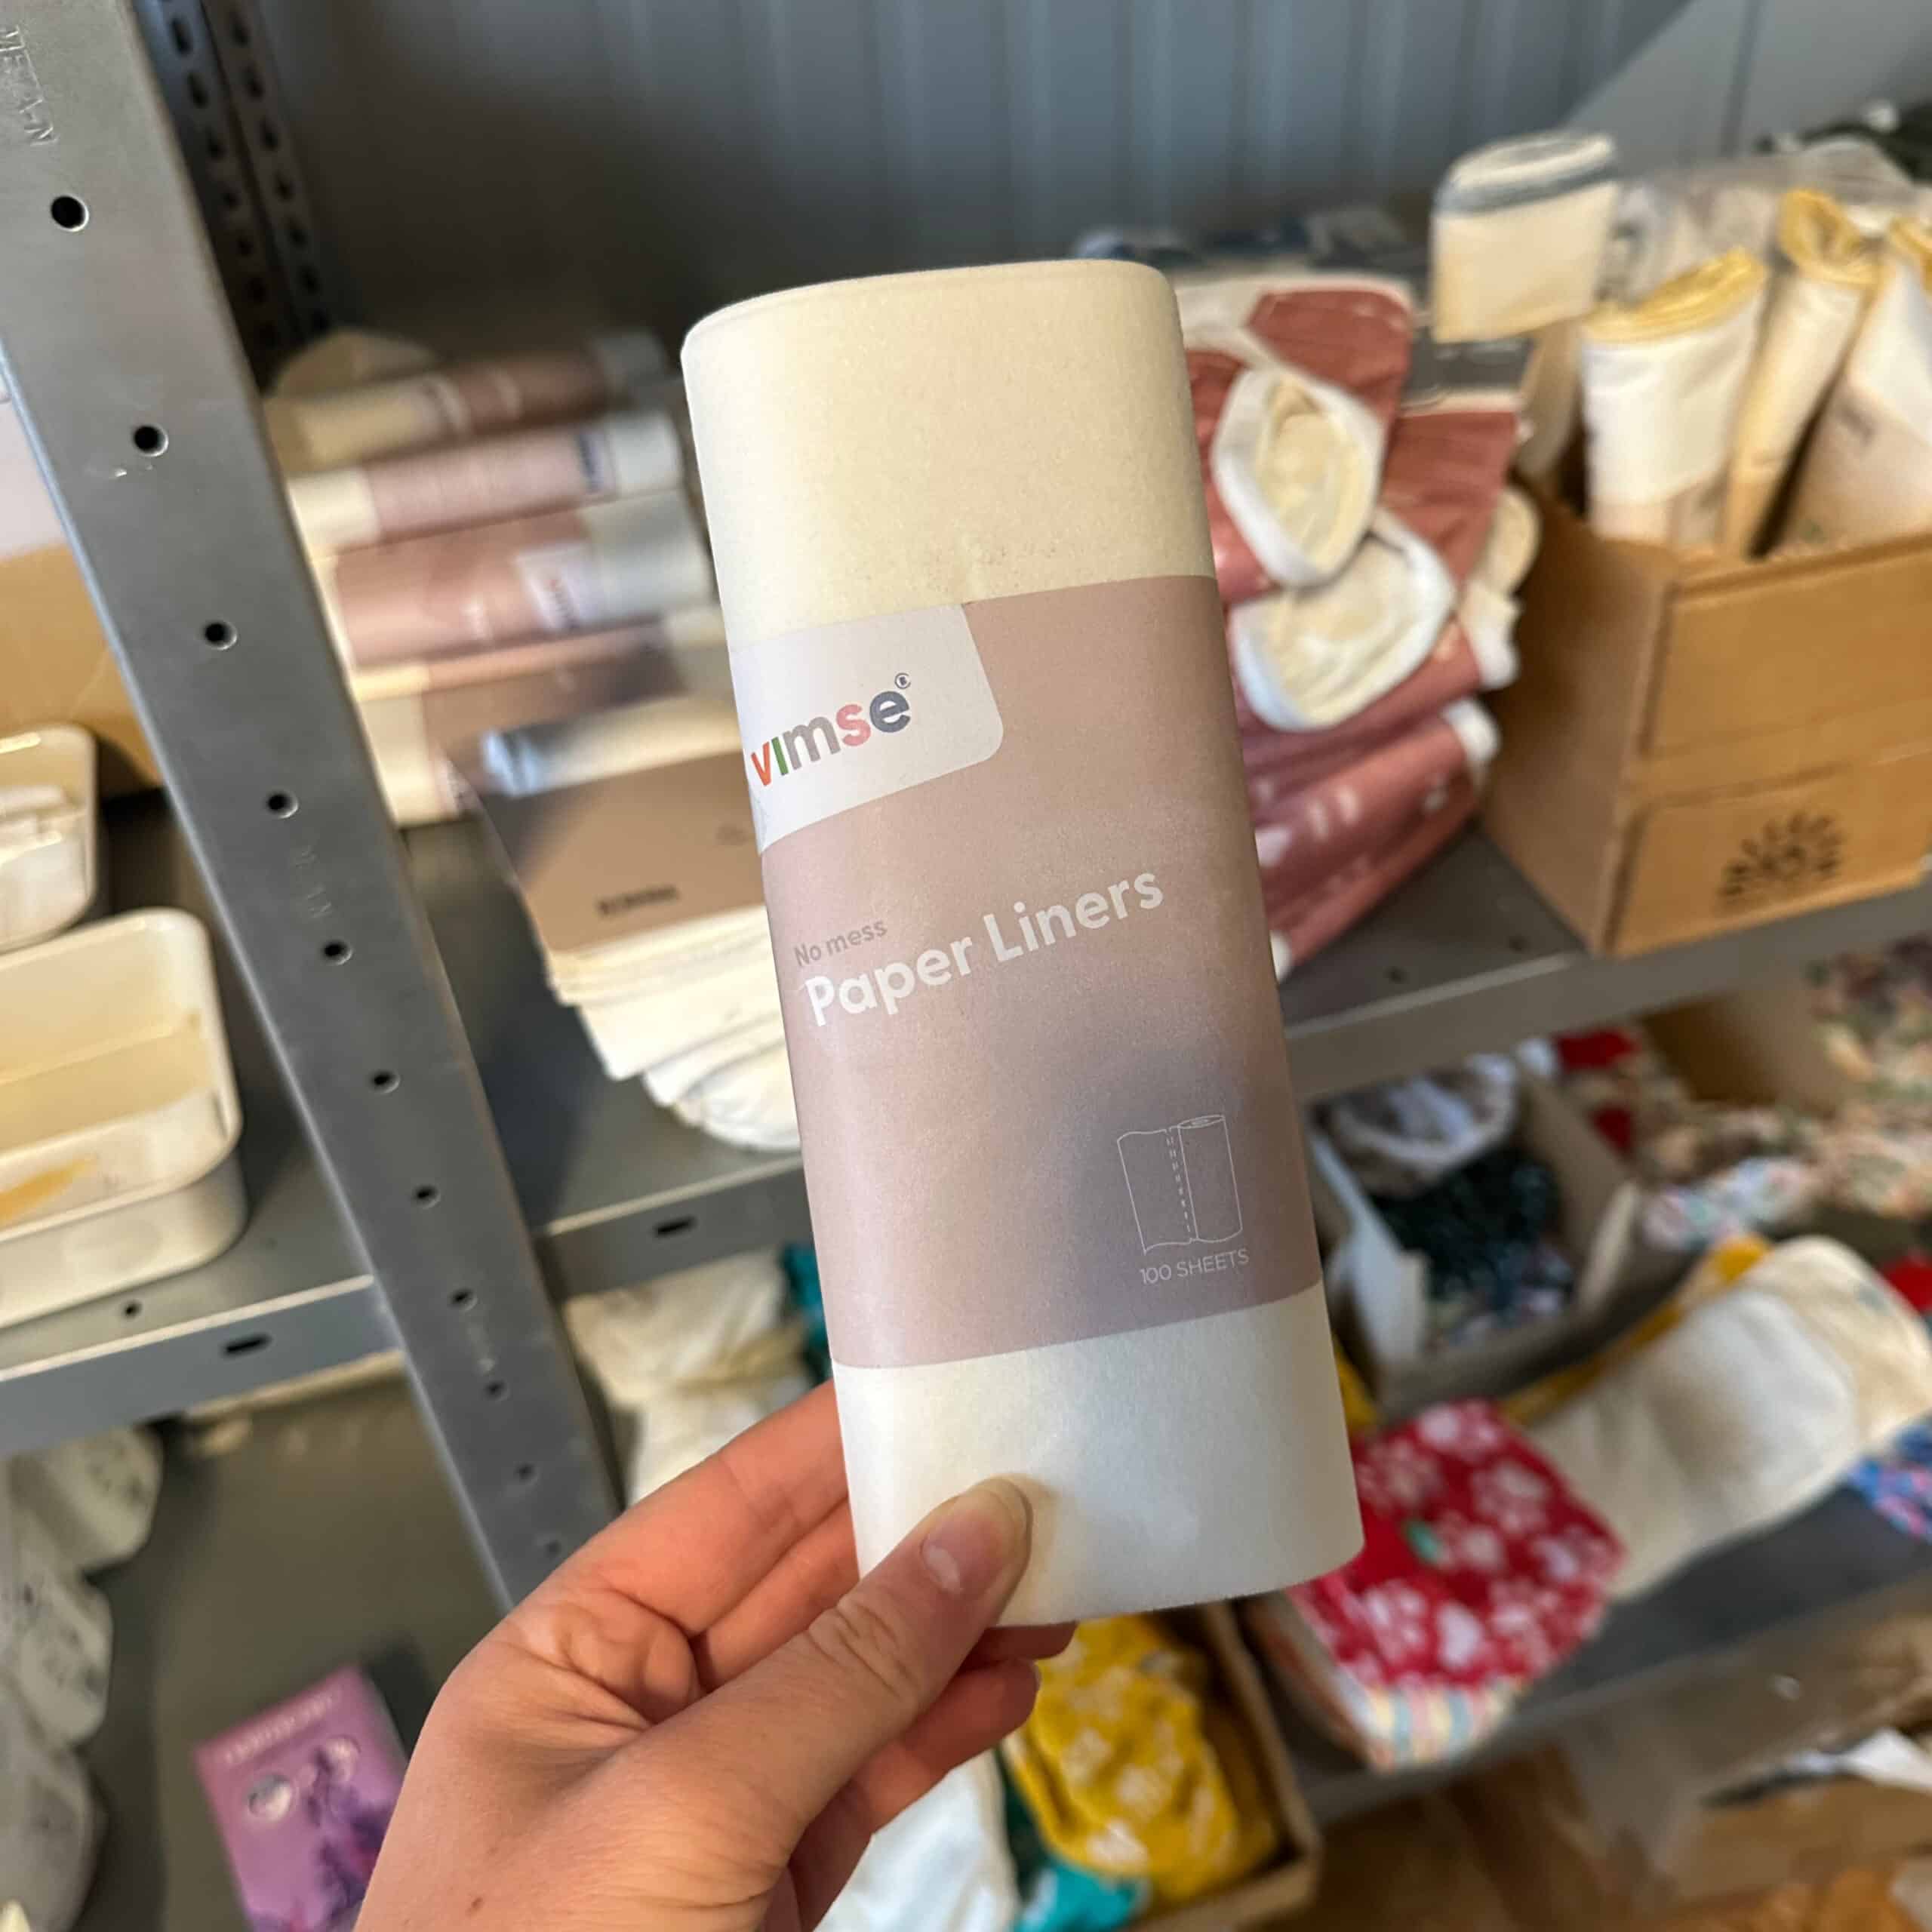 vimse®
No mess
Paper Liners
100 SHEETS